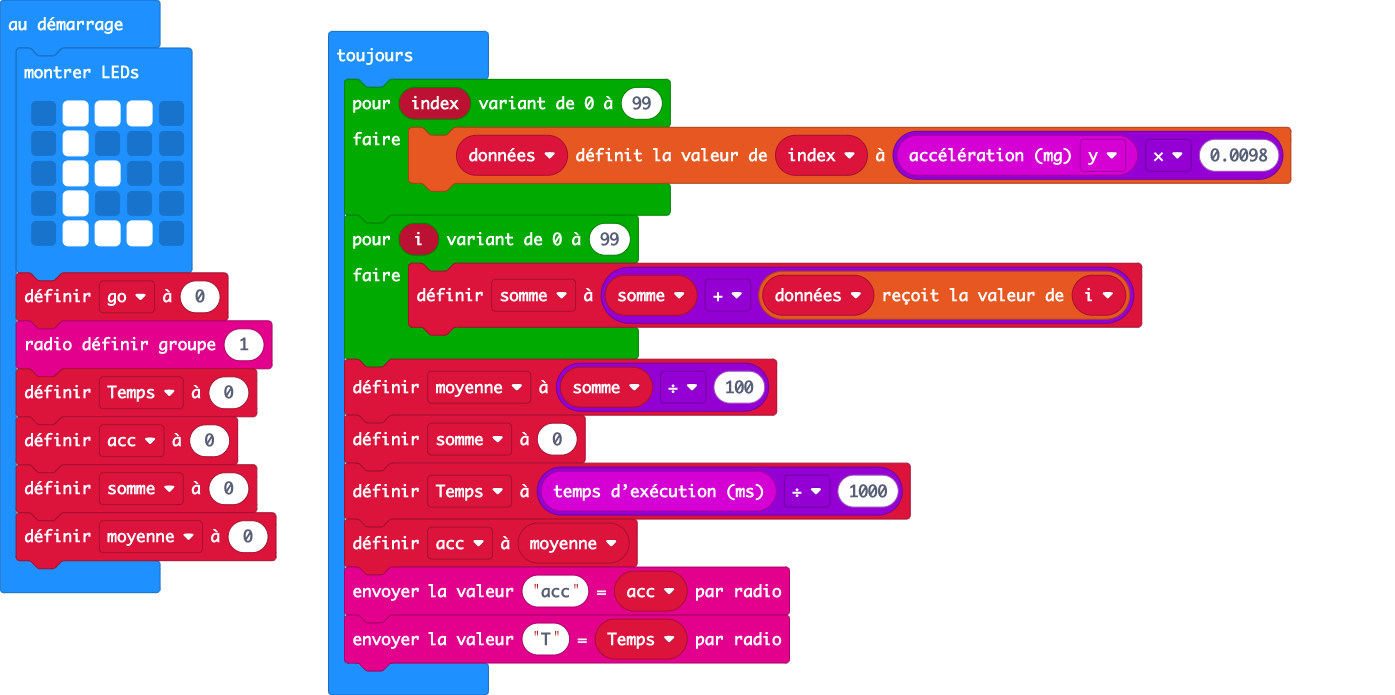 au démarrage
montrer LEDs
définir go à 0
radio définir groupe 1
définir Temps à 0
définir acc à 0
définir somme à 0
définir moyenne à 0
toujours
pour index variant de 0 à 99
faire
données définit la valeur de index à accélération (mg) y × 0.0098
pour i variant de 0 à 99
faire
définir somme à somme + données reçoit la valeur de i
définir moyenne à somme ÷ 100
définir somme à 0
définir Temps à temps d’exécution (ms) ÷ 1000
définir acc à moyenne
envoyer la valeur "acc" = acc par radio
envoyer la valeur "T" = Temps par radio